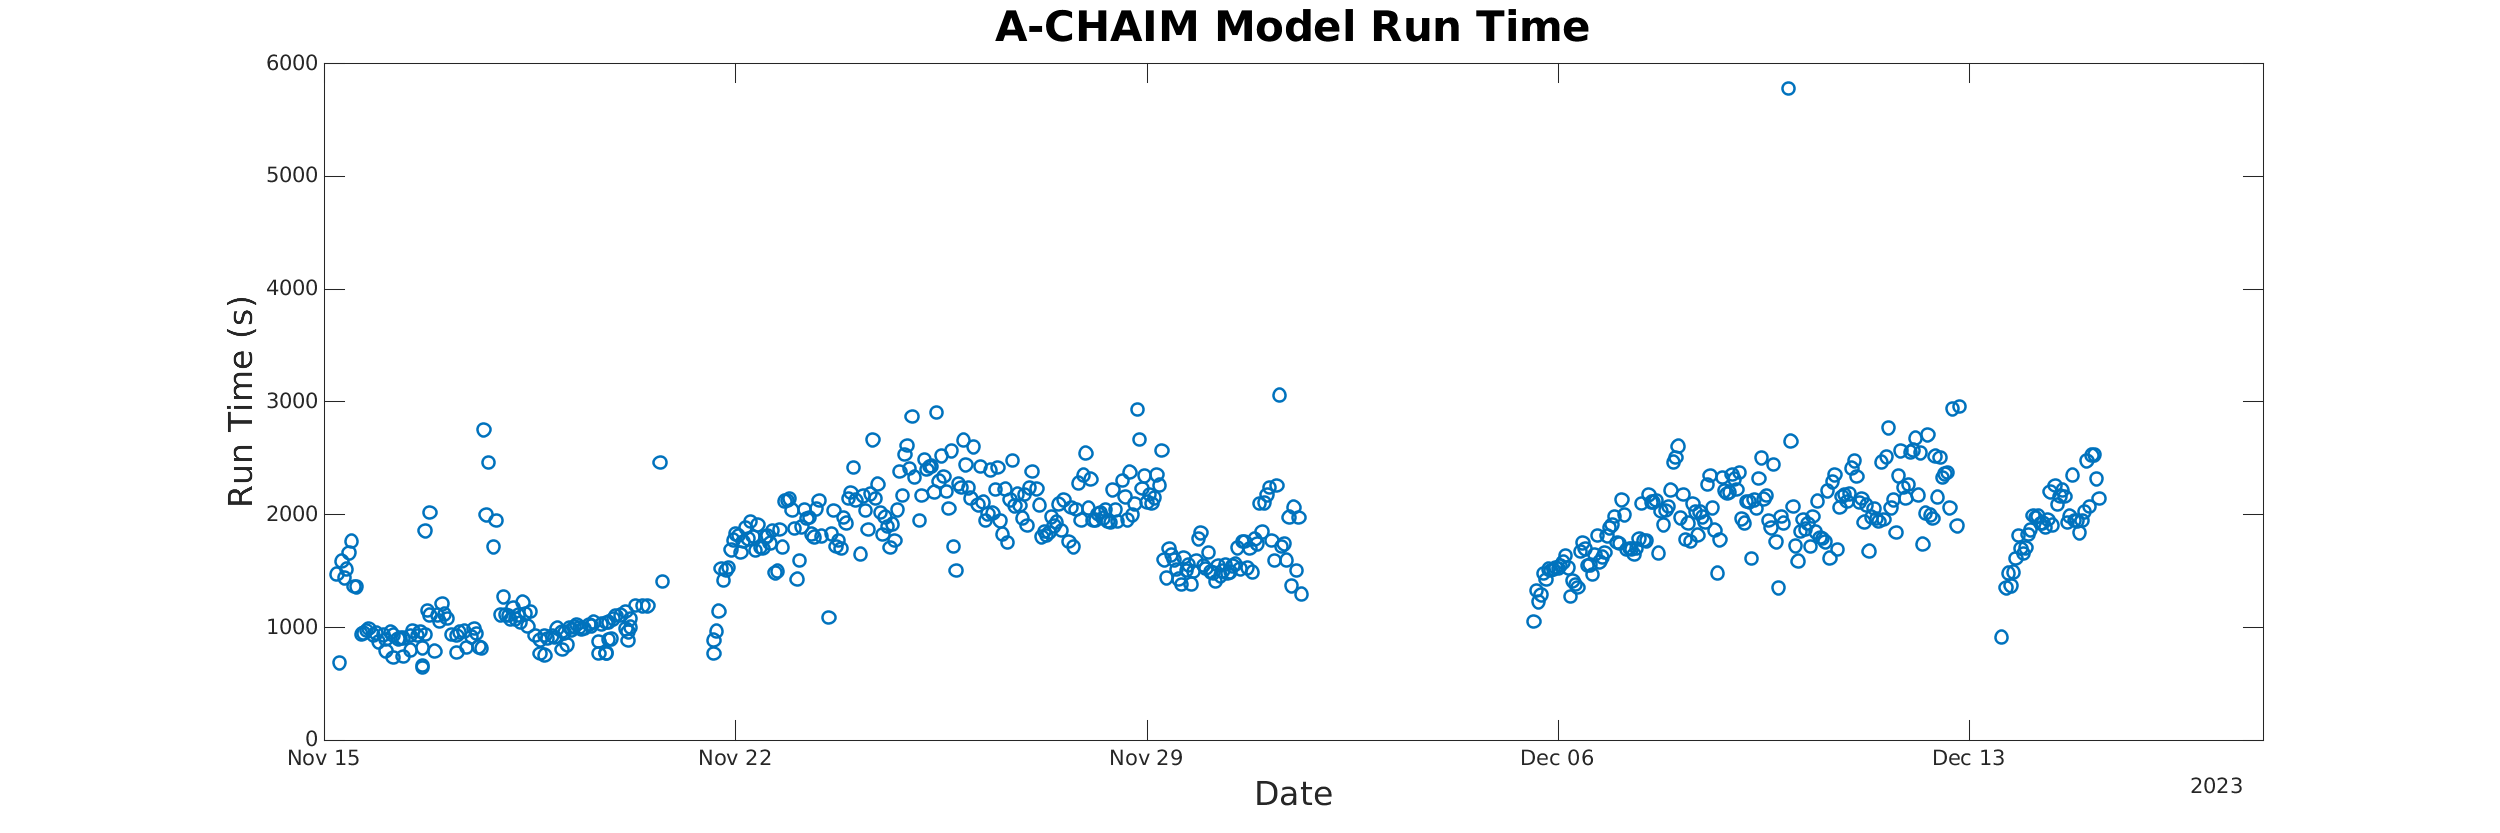 A-CHAIM Model Run Time
6000
5000
4000
3000
2000
1000
0
Run Time (s)
Nov 15 Nov 22 Nov 29 Dec 06 Dec 13
2023
Date